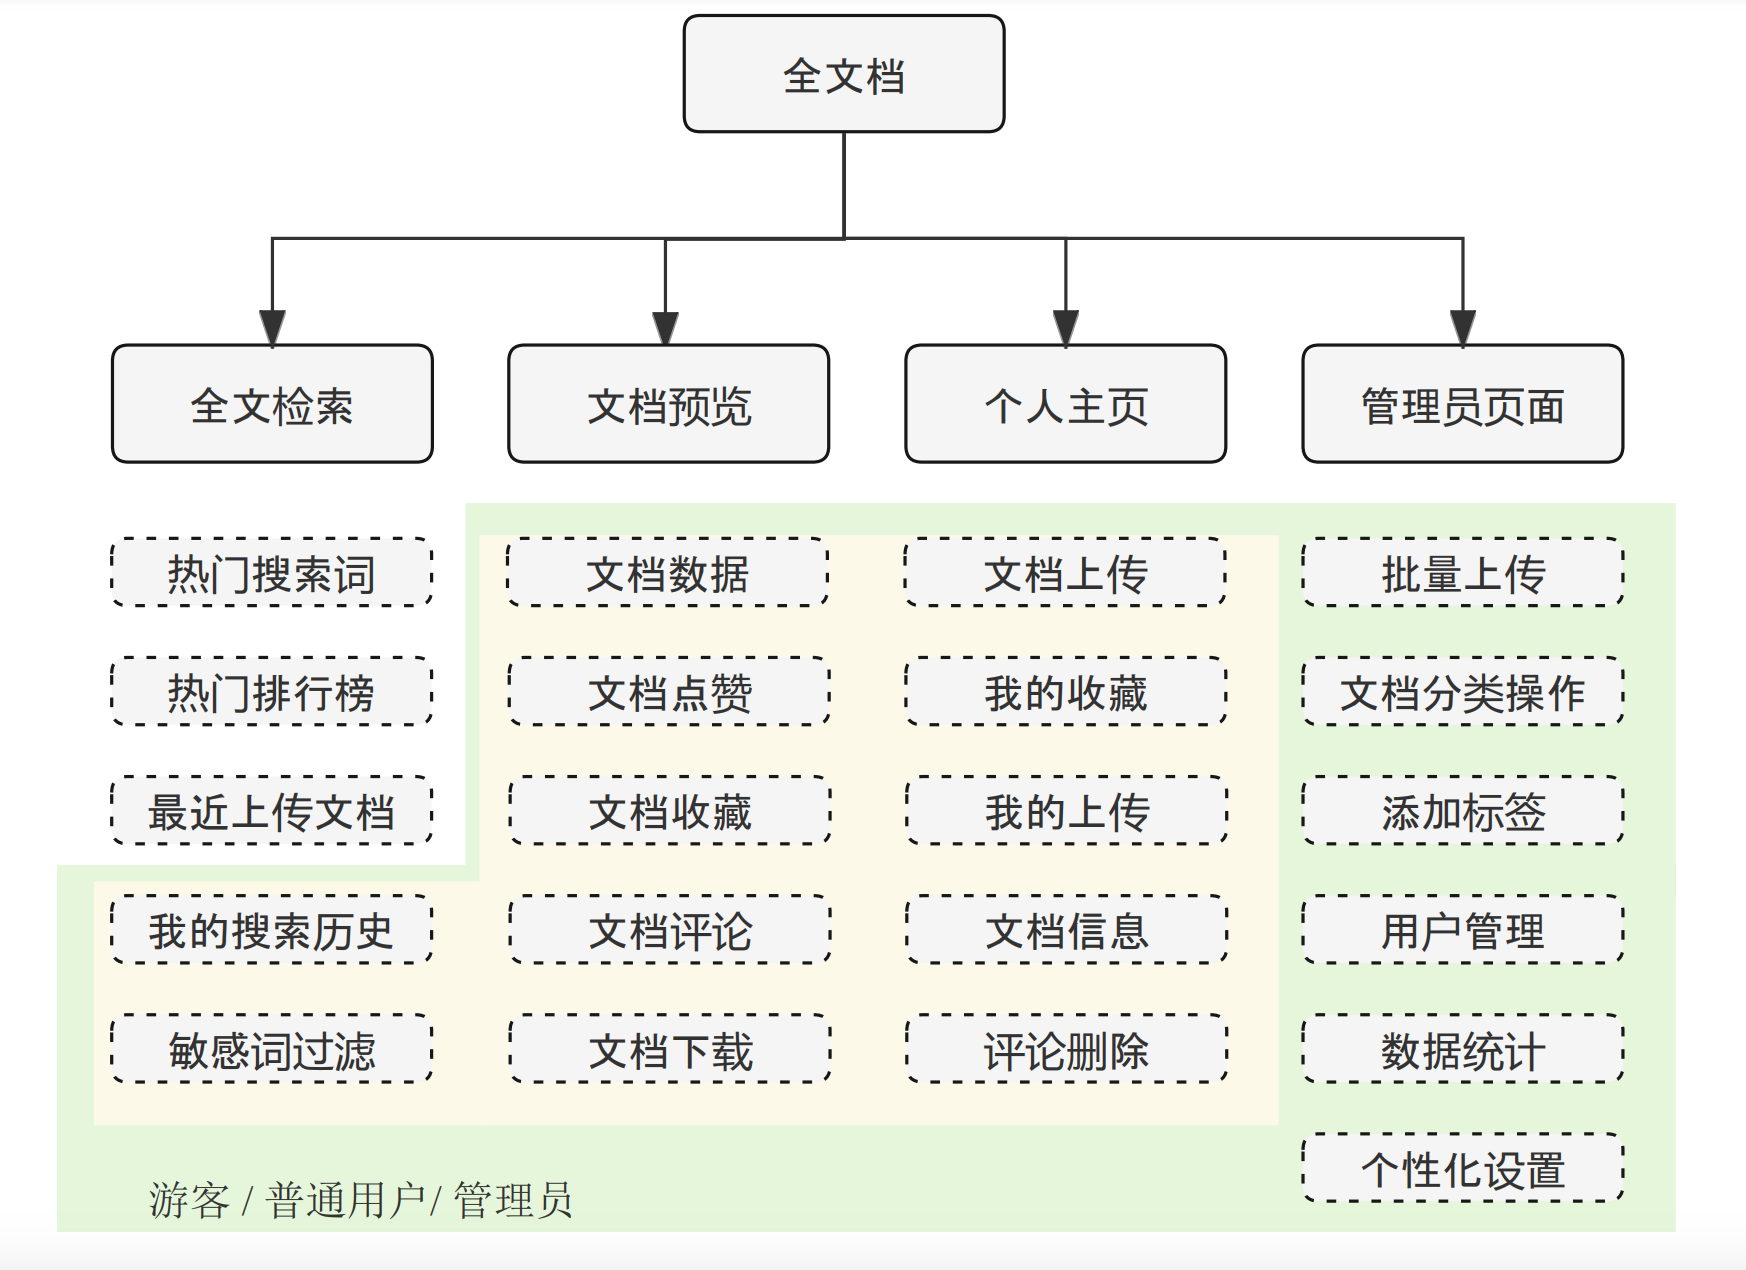 全文档
全文检索
文档预览
个人主页
管理员页面
热门搜索词
文档数据
文档上传
批量上传
热门排行榜
文档点赞
我的收藏
文档分类操作
最近上传文档
文档收藏
我的上传
添加标签
我的搜索历史
文档评论
文档信息
用户管理
敏感词过滤
文档下载
评论删除
数据统计
个性化设置
游客 / 普通用户/ 管理员